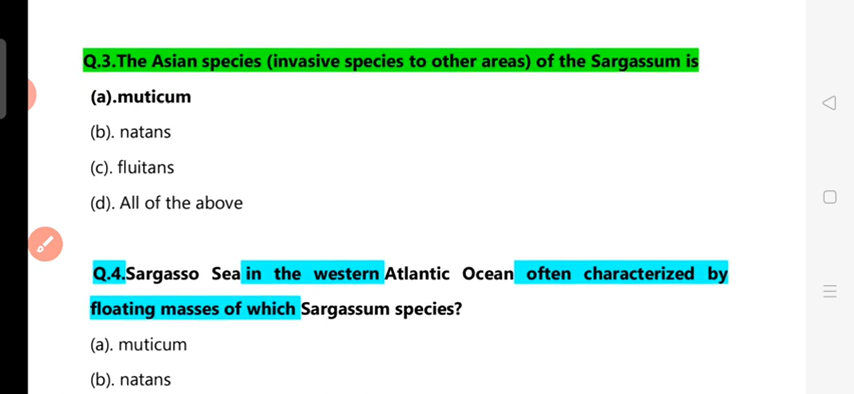 Q.3.The Asian species (invasive species to other areas) of the Sargassum is
(a).muticum
(b). natans
(c). fluitans
(d). All of the above
Q.4.Sargasso Sea in the western Atlantic Ocean often characterized by
floating masses of which Sargassum species?
(a). muticum
(b). natans